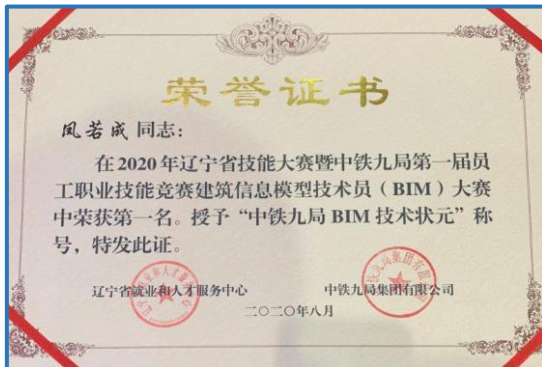 荣誉证书
凤若成 同志：
在2020年辽宁省技能大赛暨中铁九局第一届员
工职业技能竞赛建筑信息模型技术员（BIM）大赛
中荣获第一名。授予“中铁九局 BIM 技术状元”称
号，特发此证。
辽宁省就业和人才服务中心 中铁九局集团有限公司
二〇二〇年八月